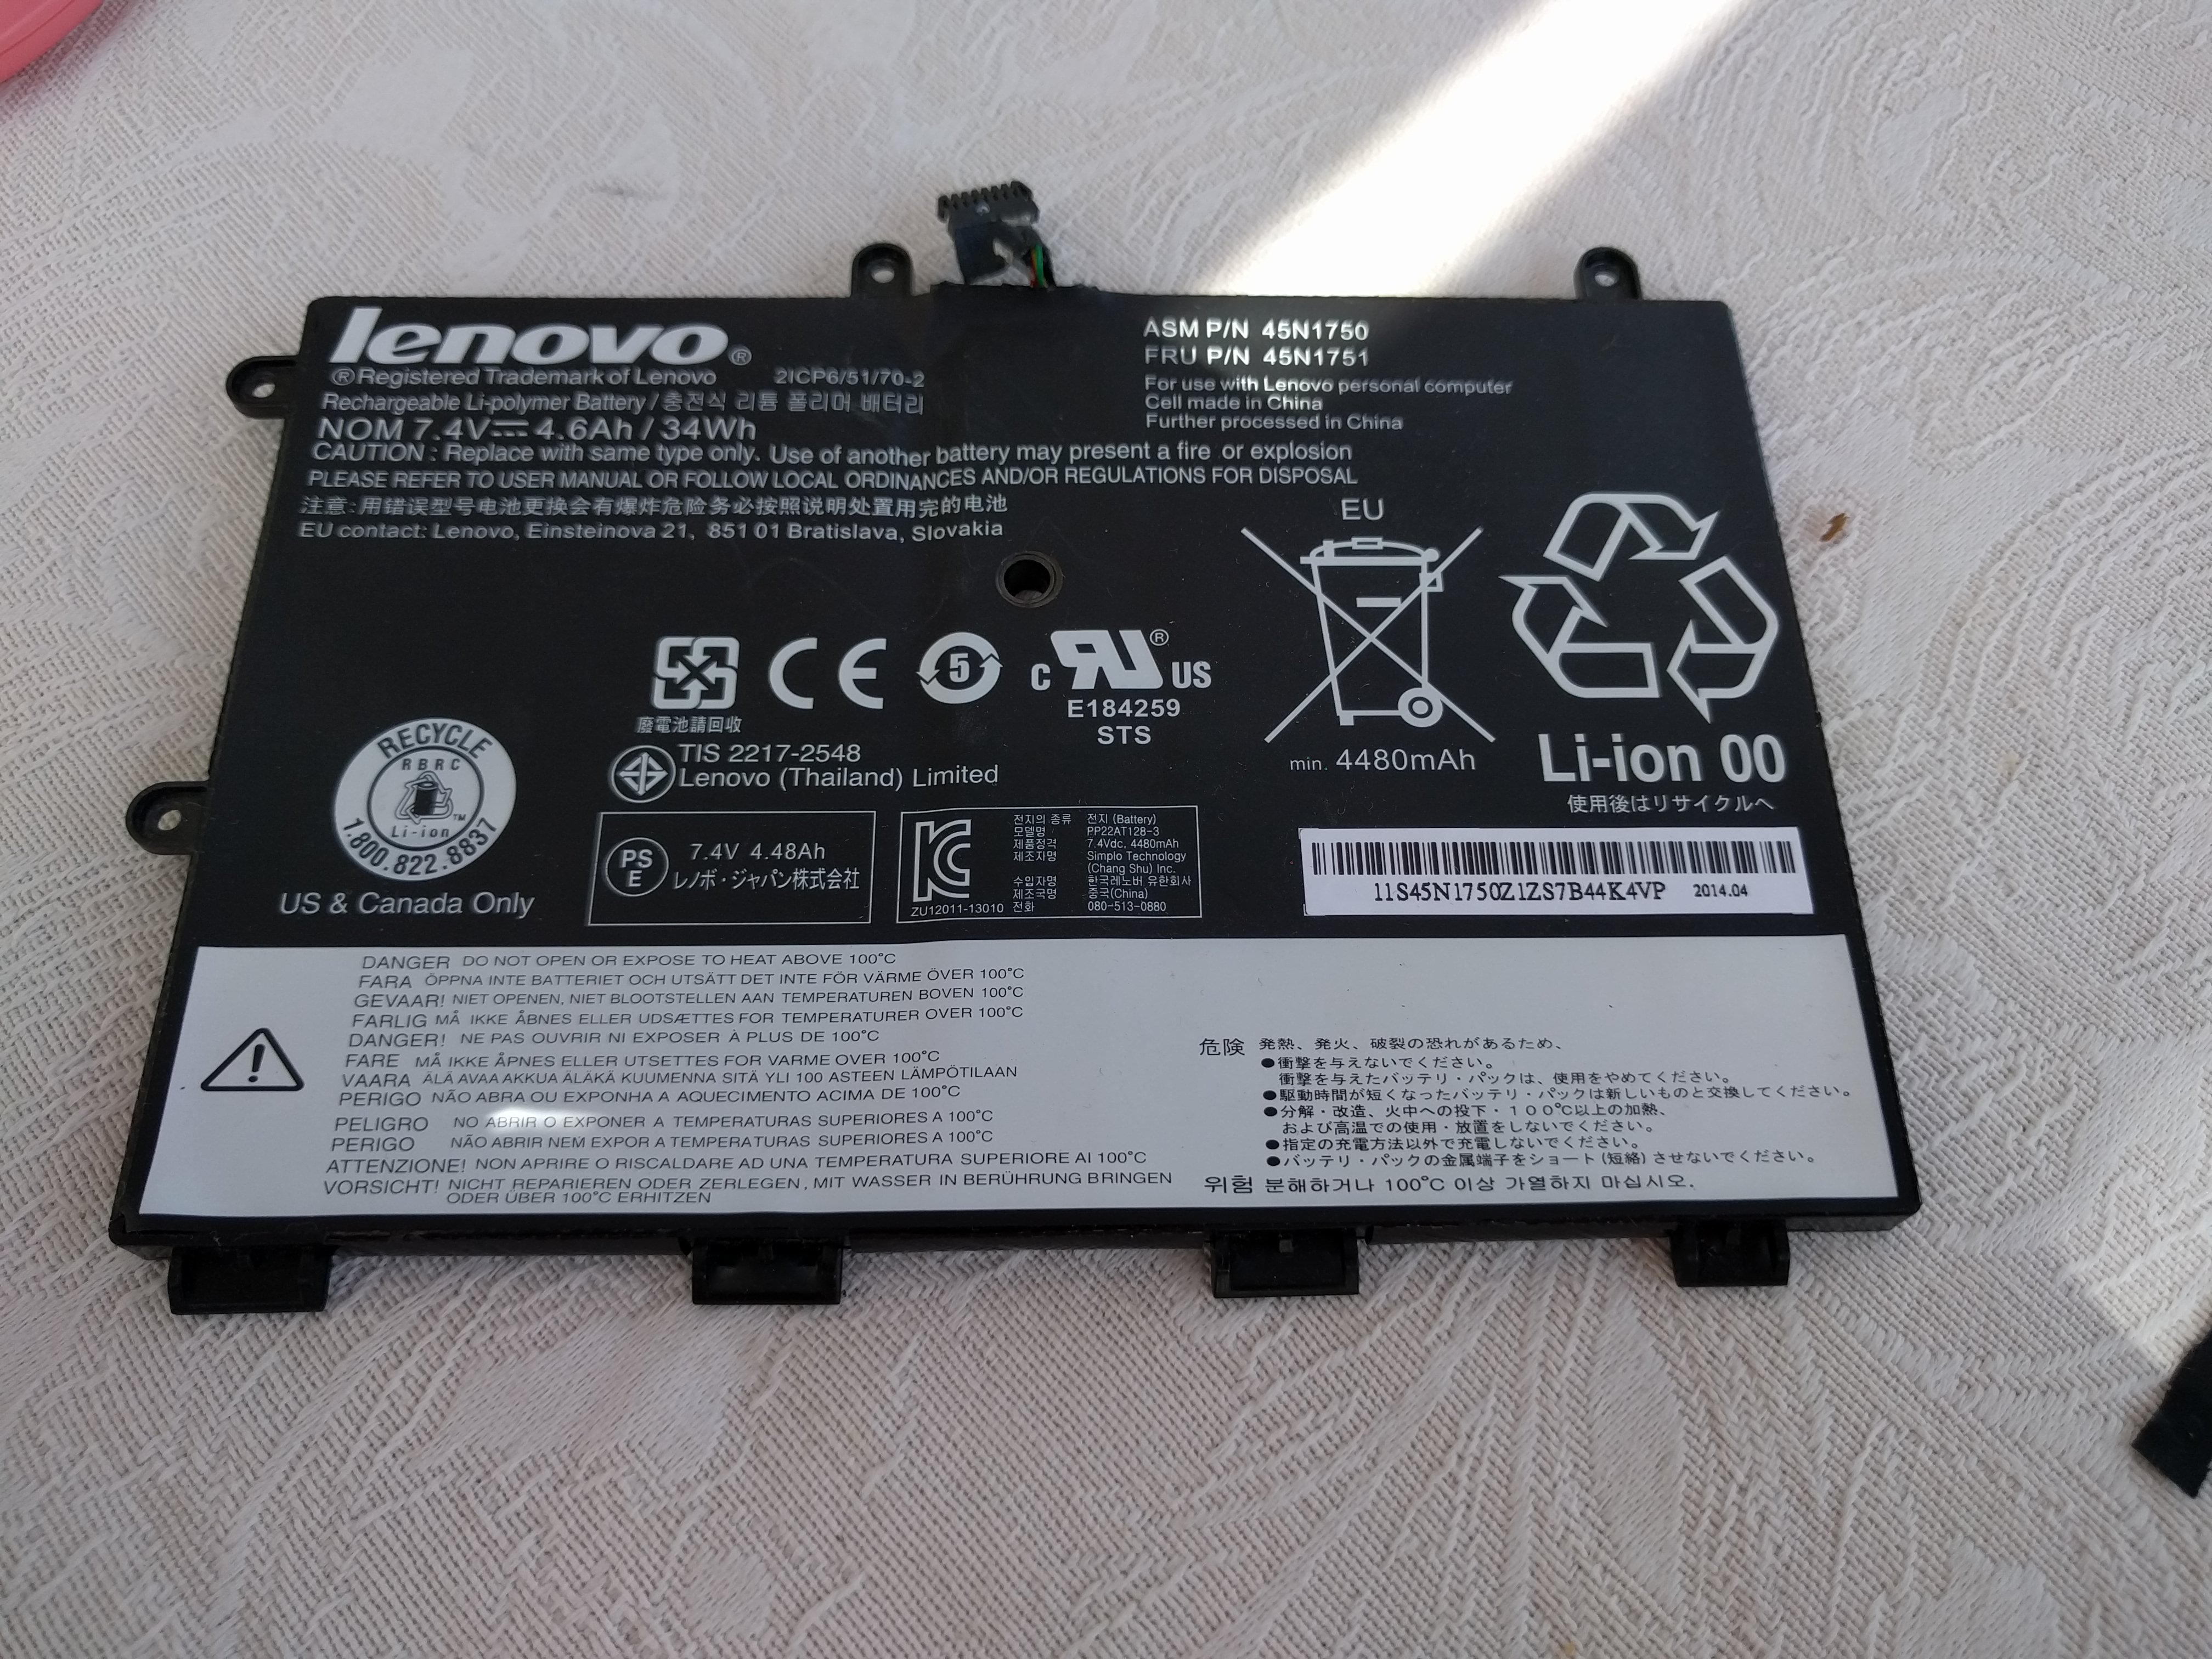 lenovo®
® Registered Trademark of Lenovo 2ICP6/51/70-2
Rechargeable Li-polymer Battery / 충전식 리튬 폴리머 배터리
NOM 7.4V⎓ 4.6Ah / 34Wh
CAUTION : Replace with same type only. Use of another battery may present a fire or explosion
PLEASE REFER TO USER MANUAL OR FOLLOW LOCAL ORDINANCES AND/OR REGULATIONS FOR DISPOSAL
注意: 用错误型号电池更换会有爆炸危险务必按照说明处置用完的电池
EU contact: Lenovo, Einsteinova 21, 851 01 Bratislava, Slovakia
ASM P/N 45N1750
FRU P/N 45N1751
For use with Lenovo personal computer
Cell made in China
Further processed in China
廢電池請回收
CE
5
c RU® US
E184259
STS
EU
min. 4480mAh
Li-ion 00
使用後はリサイクルへ
TIS 2217-2548
Lenovo (Thailand) Limited
RECYCLE
RBRC
Li-ion ™
1.800.822.8837
US & Canada Only
PS
E
7.4V 4.48Ah
レノボ・ジャパン株式会社
ZU12011-13010
전지의 종류 전지 (Battery)
모델명 PP22AT128-3
제품정격 7.4Vdc, 4480mAh
제조자명 Simplo Technology
(Chang Shu) Inc.
수입자명 한국레노버 유한회사
제조국명 중국(China)
전화 080-513-0880
11S45N1750Z1ZS7B44K4VP 2014.04
DANGER DO NOT OPEN OR EXPOSE TO HEAT ABOVE 100°C
FARA ÖPPNA INTE BATTERIET OCH UTSÄTT DET INTE FÖR VÄRME ÖVER 100°C
GEVAAR! NIET OPENEN, NIET BLOOTSTELLEN AAN TEMPERATUREN BOVEN 100°C
FARLIG MÅ IKKE ÅBNES ELLER UDSÆTTES FOR TEMPERATURER OVER 100°C
DANGER! NE PAS OUVRIR NI EXPOSER À PLUS DE 100°C
FARE MÅ IKKE ÅPNES ELLER UTSETTES FOR VARME OVER 100°C
VAARA ÄLÄ AVAA AKKUA ÄLÄKÄ KUUMENNA SITÄ YLI 100 ASTEEN LÄMPÖTILAAN
PERIGO NÃO ABRA OU EXPONHA A AQUECIMENTO ACIMA DE 100°C
PELIGRO NO ABRIR O EXPONER A TEMPERATURAS SUPERIORES A 100°C
PERIGO NÃO ABRIR NEM EXPOR A TEMPERATURAS SUPERIORES A 100°C
ATTENZIONE! NON APRIRE O RISCALDARE AD UNA TEMPERATURA SUPERIORE AI 100°C
VORSICHT! NICHT REPARIEREN ODER ZERLEGEN, MIT WASSER IN BERÜHRUNG BRINGEN
ODER ÜBER 100°C ERHITZEN
危険 発熱、発火、破裂の恐れがあるため、
●衝撃を与えないでください。
衝撃を与えたバッテリ・パックは、使用をやめてください。
●駆動時間が短くなったバッテリ・パックは新しいものと交換してください。
●分解・改造、火中への投下・100℃以上の加熱、
および高温での使用・放置をしないでください。
●指定の充電方法以外で充電しないでください。
●バッテリ・パックの金属端子をショート(短絡)させないでください。
위험 분해하거나 100°C 이상 가열하지 마십시오.